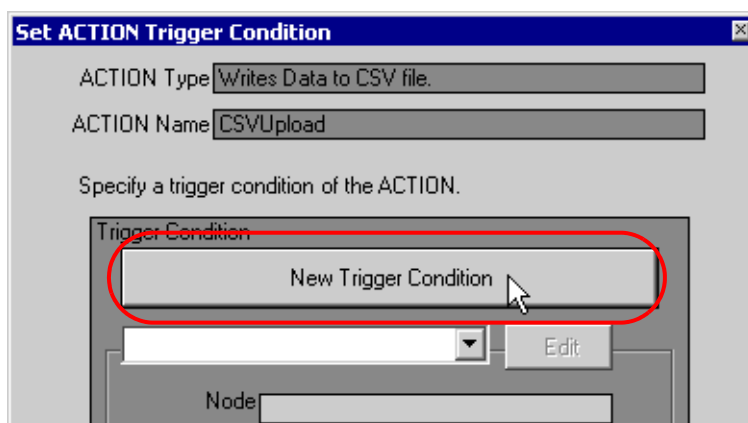 Set ACTION Trigger Condition
ACTION Type Writes Data to CSV file.
ACTION Name CSVUpload
Specify a trigger condition of the ACTION.
Trigger Condition
New Trigger Condition
Edit
Node